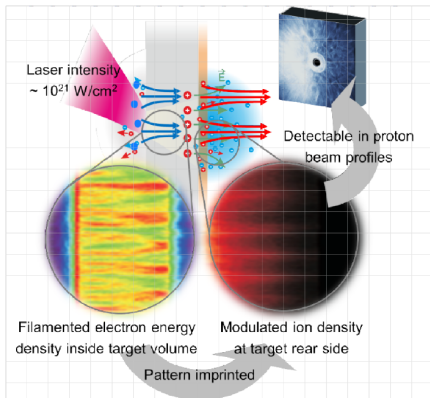 Laser intensity
~ 10²¹ W/cm²
Detectable in proton
beam profiles
Filamented electron energy
density inside target volume
Modulated ion density
at target rear side
Pattern imprinted